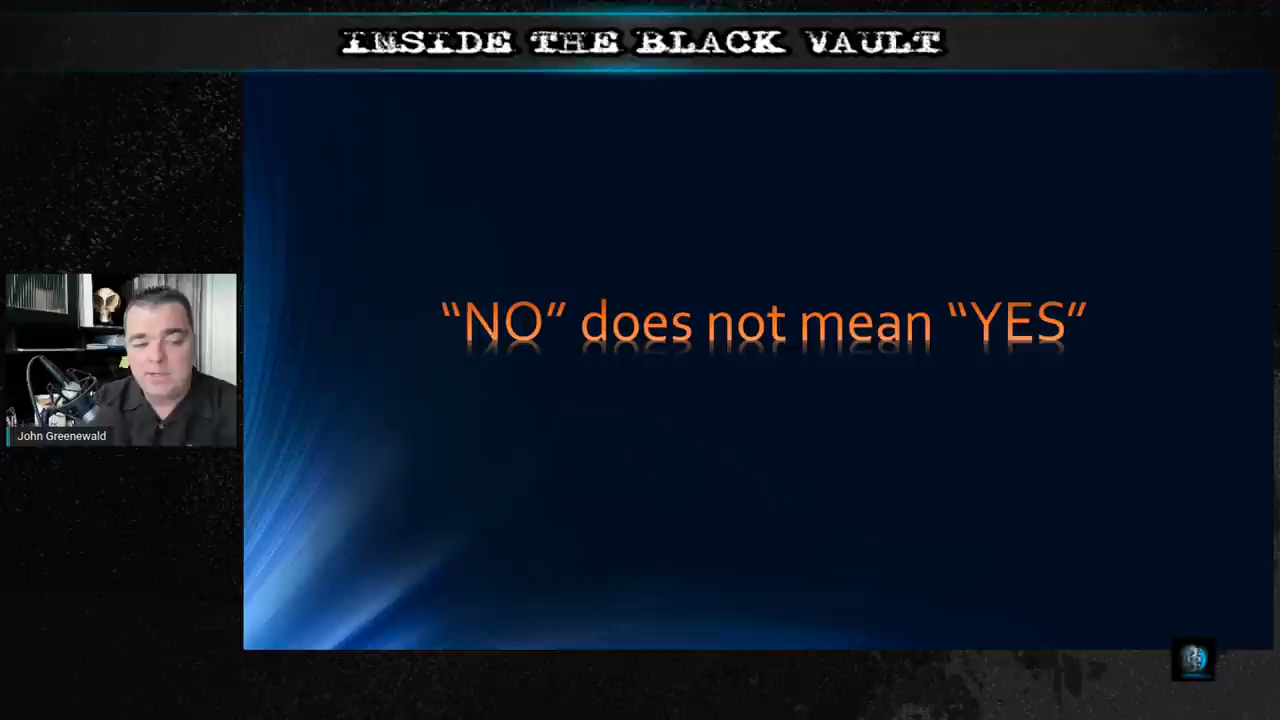 INSIDE THE BLACK VAULT
“NO” does not mean “YES”
John Greenewald